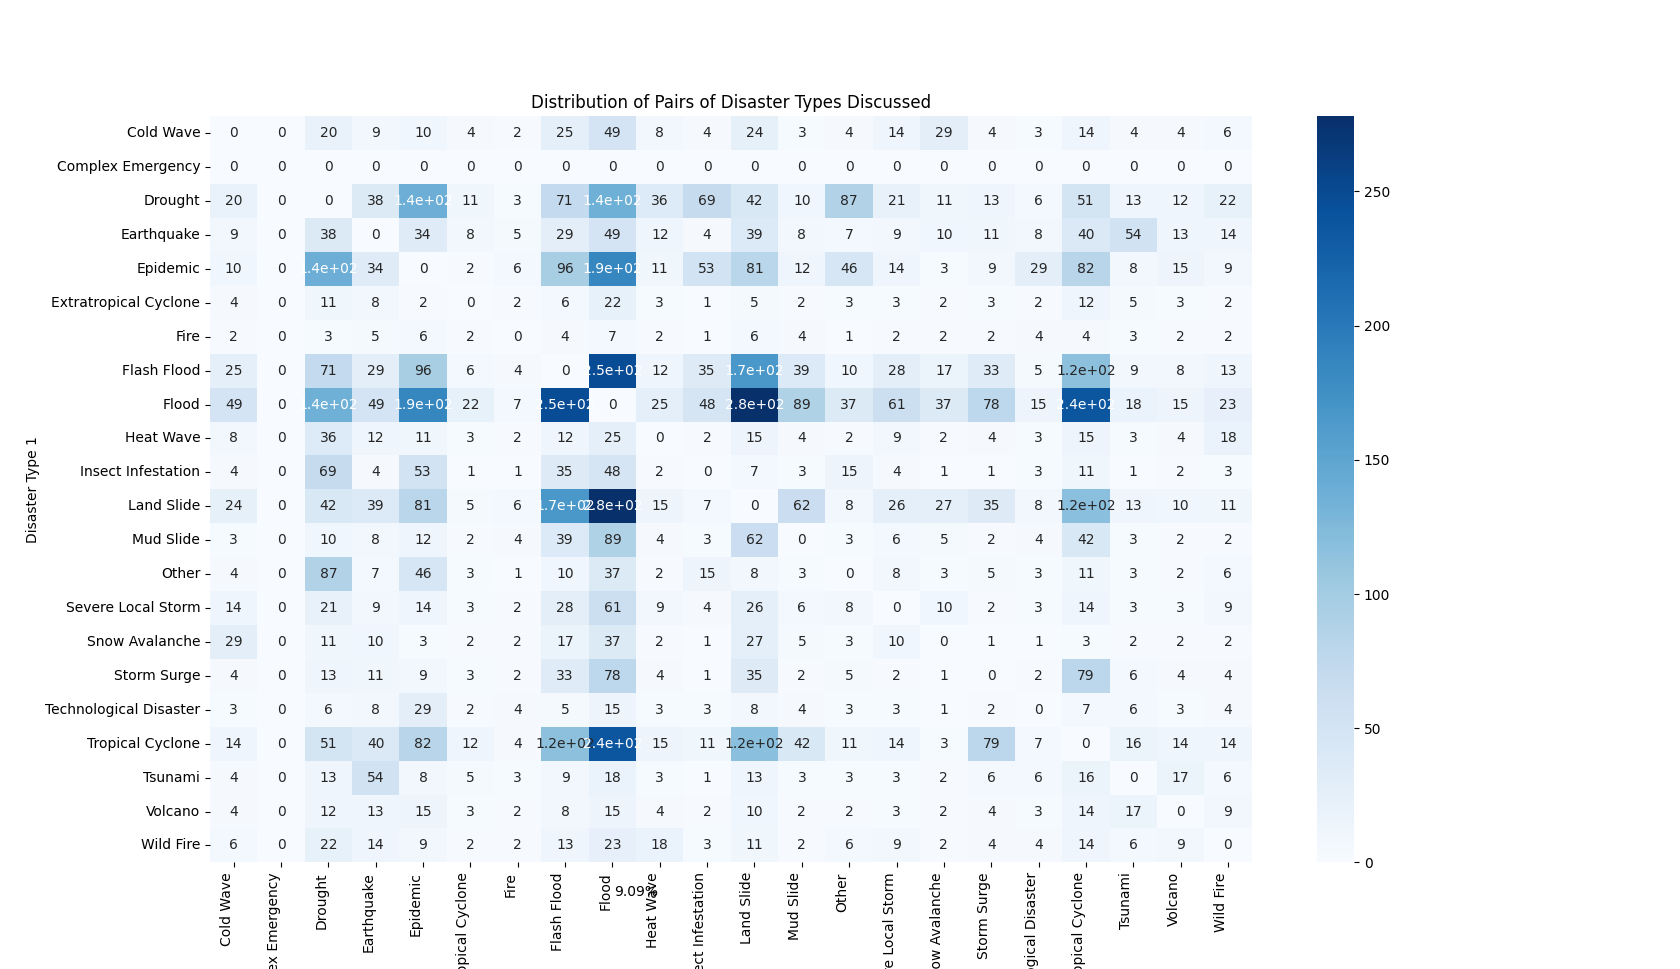 Distribution of Pairs of Disaster Types Discussed
Cold Wave 0 0 20 9 10 4 2 25 49 8 4 24 3 4 14 29 4 3 14 4 4 6
Complex Emergency 0 0 0 0 0 0 0 0 0 0 0 0 0 0 0 0 0 0 0 0 0 0
Drought 20 0 0 38 1.4e+02 11 3 71 1.4e+02 36 69 42 10 87 21 11 13 6 51 13 12 22
Earthquake 9 0 38 0 34 8 5 29 49 12 4 39 8 7 9 10 11 8 40 54 13 14
Epidemic 10 0 1.4e+02 34 0 2 6 96 1.9e+02 11 53 81 12 46 14 3 9 29 82 8 15 9
Extratropical Cyclone 4 0 11 8 2 0 2 6 22 3 1 5 2 3 3 2 3 2 12 5 3 2
Fire 2 0 3 5 6 2 0 4 7 2 1 6 4 1 2 2 2 4 4 3 2 2
Flash Flood 25 0 71 29 96 6 4 0 2.5e+02 12 35 1.7e+02 39 10 28 17 33 5 1.2e+02 9 8 13
Flood 49 0 1.4e+02 49 1.9e+02 22 7 2.5e+02 0 25 48 2.8e+02 89 37 61 37 78 15 2.4e+02 18 15 23
Heat Wave 8 0 36 12 11 3 2 12 25 0 2 15 4 2 9 2 4 3 15 3 4 18
Insect Infestation 4 0 69 4 53 1 1 35 48 2 0 7 3 15 4 1 1 3 11 1 2 3
Land Slide 24 0 42 39 81 5 6 1.7e+02 2.8e+02 15 7 0 62 8 26 27 35 8 1.2e+02 13 10 11
Mud Slide 3 0 10 8 12 2 4 39 89 4 3 62 0 3 6 5 2 4 42 3 2 2
Other 4 0 87 7 46 3 1 10 37 2 15 8 3 0 8 3 5 3 11 3 2 6
Severe Local Storm 14 0 21 9 14 3 2 28 61 9 4 26 6 8 0 10 2 3 14 3 3 9
Snow Avalanche 29 0 11 10 3 2 2 17 37 2 1 27 5 3 10 0 1 1 3 2 2 2
Storm Surge 4 0 13 11 9 3 2 33 78 4 1 35 2 5 2 1 0 2 79 6 4 4
Technological Disaster 3 0 6 8 29 2 4 5 15 3 3 8 4 3 3 1 2 0 7 6 3 4
Tropical Cyclone 14 0 51 40 82 12 4 1.2e+02 2.4e+02 15 11 1.2e+02 42 11 14 3 79 7 0 16 14 14
Tsunami 4 0 13 54 8 5 3 9 18 3 1 13 3 3 3 2 6 6 16 0 17 6
Volcano 4 0 12 13 15 3 2 8 15 4 2 10 2 2 3 2 4 3 14 17 0 9
Wild Fire 6 0 22 14 9 2 2 13 23 18 3 11 2 6 9 2 4 4 14 6 9 0
Disaster Type 1
Cold Wave
ex Emergency
Drought
Earthquake
Epidemic
opical Cyclone
Fire
Flash Flood
Flood
9.09%
Heat Wave
ect Infestation
Land Slide
Mud Slide
Other
re Local Storm
ow Avalanche
Storm Surge
ogical Disaster
opical Cyclone
Tsunami
Volcano
Wild Fire
250
200
150
100
50
0